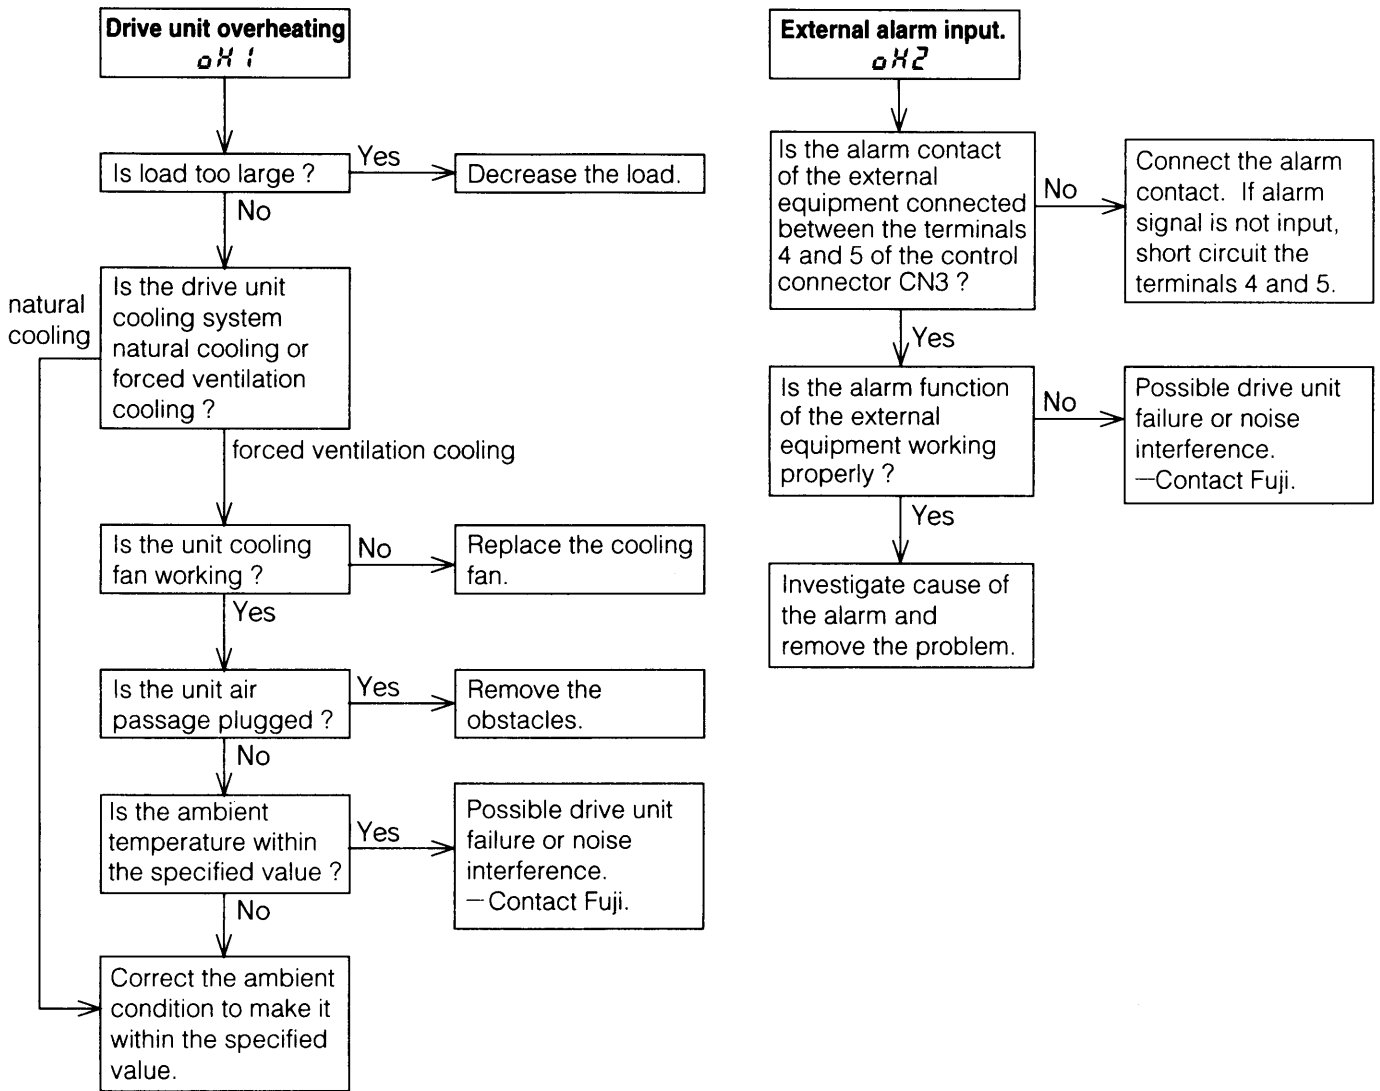 Drive unit overheating
oH1
Is load too large ?
Yes
Decrease the load.
No
Is the drive unit
cooling system
natural cooling or
forced ventilation
cooling ?
natural
cooling
forced ventilation cooling
Is the unit cooling
fan working ?
No
Replace the cooling
fan.
Yes
Is the unit air
passage plugged ?
Yes
Remove the
obstacles.
No
Is the ambient
temperature within
the specified value ?
Yes
Possible drive unit
failure or noise
interference.
—Contact Fuji.
No
Correct the ambient
condition to make it
within the specified
value.
External alarm input.
oH2
Is the alarm contact
of the external
equipment connected
between the terminals
4 and 5 of the control
connector CN3 ?
No
Connect the alarm
contact. If alarm
signal is not input,
short circuit the
terminals 4 and 5.
Yes
Is the alarm function
of the external
equipment working
properly ?
No
Possible drive unit
failure or noise
interference.
—Contact Fuji.
Yes
Investigate cause of
the alarm and
remove the problem.